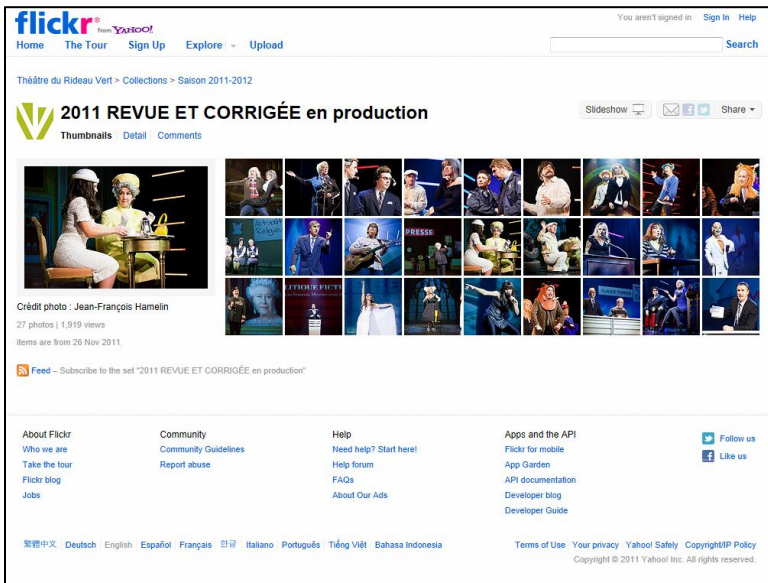 flickr from YAHOO!
You aren't signed in Sign In Help
Home The Tour Sign Up Explore Upload Search
Théâtre du Rideau Vert > Collections > Saison 2011-2012
2011 REVUE ET CORRIGÉE en production
Slideshow Share
Thumbnails Detail Comments
Actualité
Religieuse
PRESSE
LITIQUE FICTI
Crédit photo : Jean-François Hamelin
27 photos | 1,919 views
items are from 26 Nov 2011.
Feed – Subscribe to the set "2011 REVUE ET CORRIGÉE en production"
About Flickr
Who we are
Take the tour
Flickr blog
Jobs
Community
Community Guidelines
Report abuse
Help
Need help? Start here!
Help forum
FAQs
About Our Ads
Apps and the API
Flickr for mobile
App Garden
API documentation
Developer blog
Developer Guide
Follow us
Like us
繁體中文 Deutsch English Español Français 한글 Italiano Português Tiếng Việt Bahasa Indonesia
Terms of Use Your privacy Yahoo! Safely Copyright/IP Policy
Copyright © 2011 Yahoo! Inc. All rights reserved.